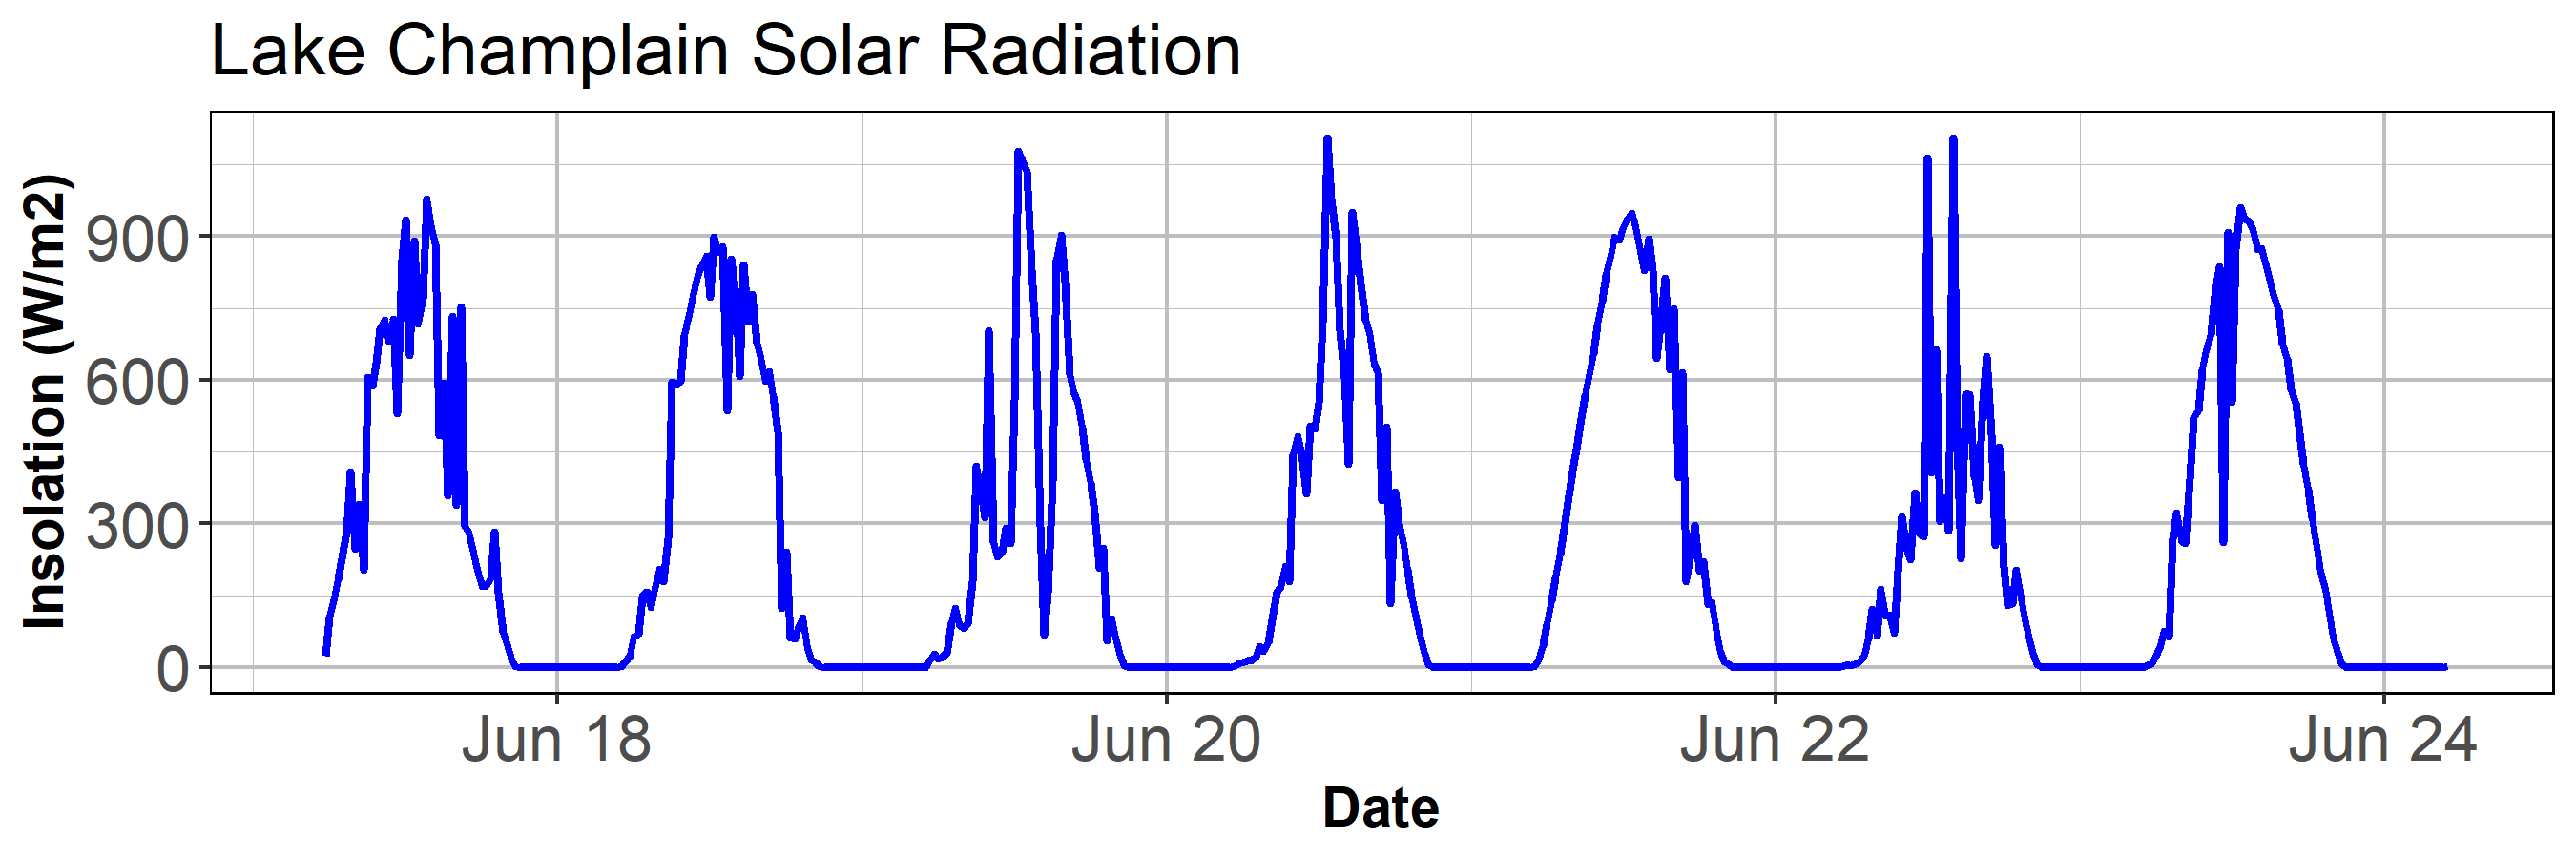 Lake Champlain Solar Radiation
Insolation (W/m2)
900
600
300
0
Jun 18
Jun 20
Jun 22
Jun 24
Date